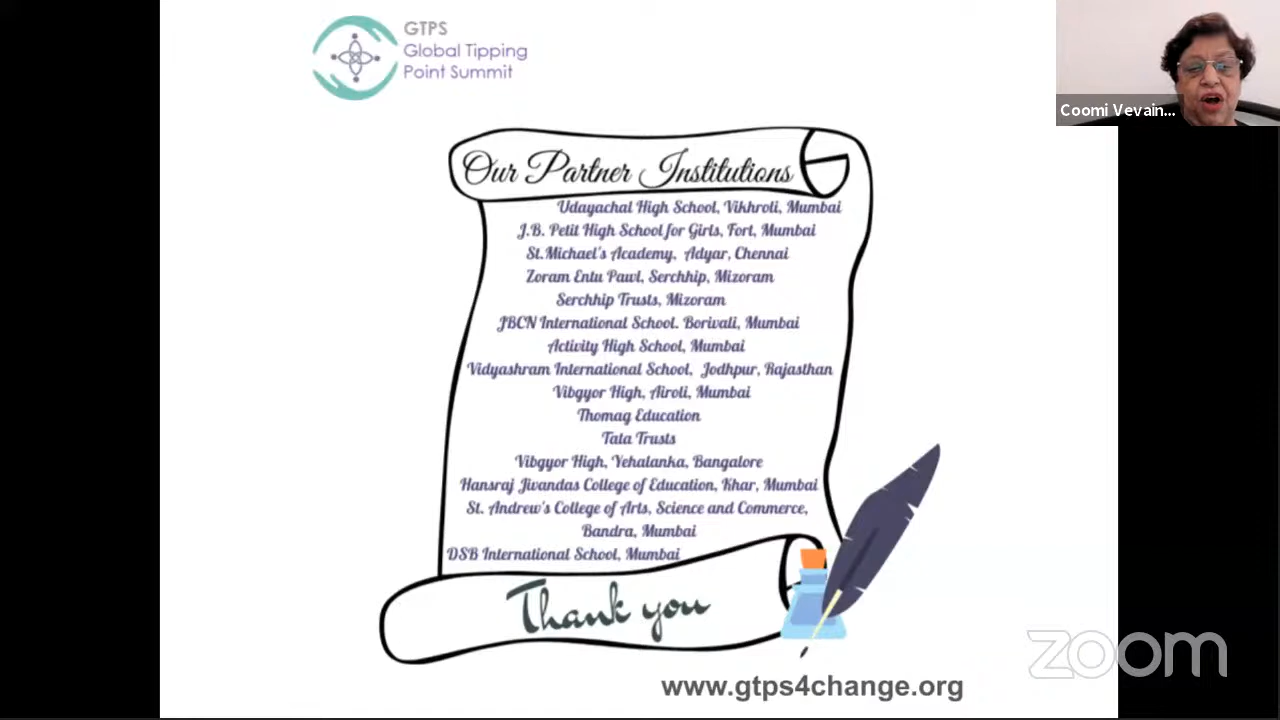 GTPS
Global Tipping
Point Summit
Coomi Vevain...
Our Partner Institutions
Udayachal High School, Vikhroli, Mumbai
J.B. Petit High School for Girls, Fort, Mumbai
St.Michael's Academy, Adyar, Chennai
Zoram Entu Pawl, Serchhip, Mizoram
Serchhip Trusts, Mizoram
JBCN International School. Borivali, Mumbai
Activity High School, Mumbai
Vidyashram International School, Jodhpur, Rajasthan
Vibgyor High, Airoli, Mumbai
Thomag Education
Tata Trusts
Vibgyor High, Yehalanka, Bangalore
Hansraj Jivandas College of Education, Khar, Mumbai
St. Andrew's College of Arts, Science and Commerce,
Bandra, Mumbai
DSB International School, Mumbai
Thank you
zoom
www.gtps4change.org